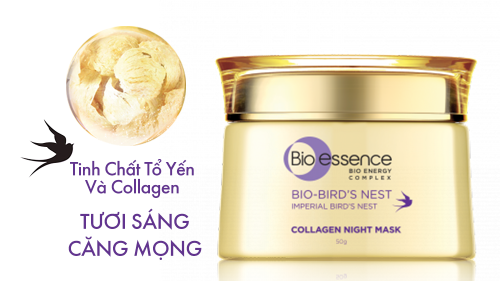 Tinh Chất Tổ Yến
Và Collagen
TƯƠI SÁNG
CĂNG MỌNG
Bio essence
BIO ENERGY
COMPLEX
BIO-BIRD'S NEST
IMPERIAL BIRD'S NEST
COLLAGEN NIGHT MASK
50g